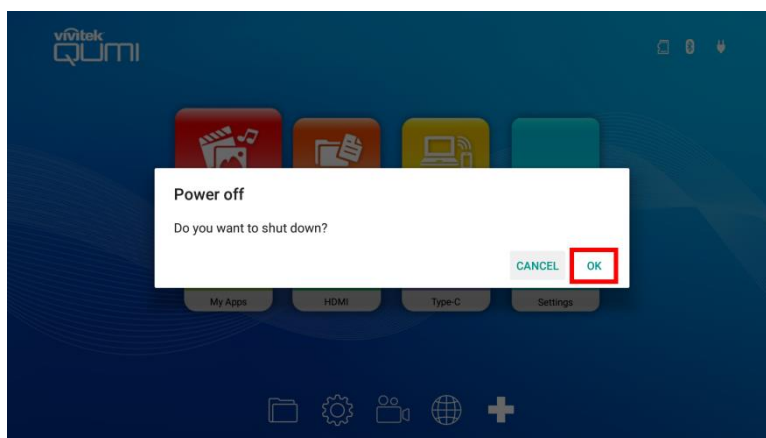 vivitek
QUMI
Power off
Do you want to shut down?
CANCEL OK
My Apps HDMI Type-C Settings